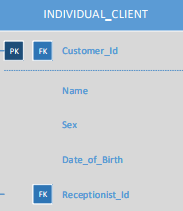 INDIVIDUAL_CLIENT
PK FK Customer_Id
Name
Sex
Date_of_Birth
FK Receptionist_Id